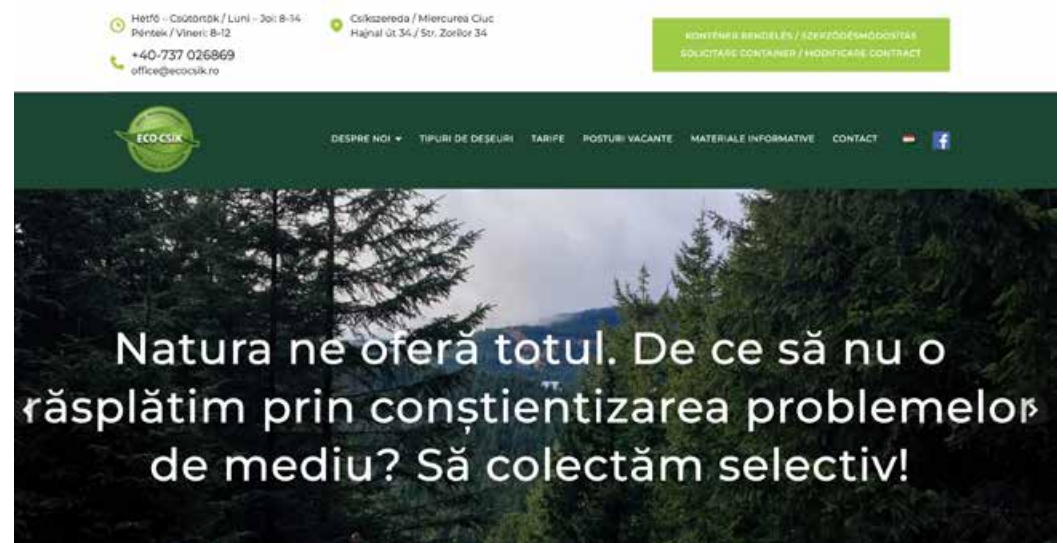 Hétfő – Csütörtök / Luni – Joi: 8-14
Péntek / Vineri: 8-12
+40-737 026869
office@ecocsik.ro
Csíkszereda / Miercurea Ciuc
Hajnal út 34./ Str. Zorilor 34
KONTÉNER RENDELÉS / SZERZŐDÉSMÓDOSÍTÁS
SOLICITARE CONTAINER / MODIFICARE CONTRACT
ECO-CSIK
DESPRE NOI TIPURI DE DEȘEURI TARIFE POSTURI VACANTE MATERIALE INFORMATIVE CONTACT
Natura ne oferă totul. De ce să nu o
răsplătim prin conștientizarea problemelor
de mediu? Să colectăm selectiv!